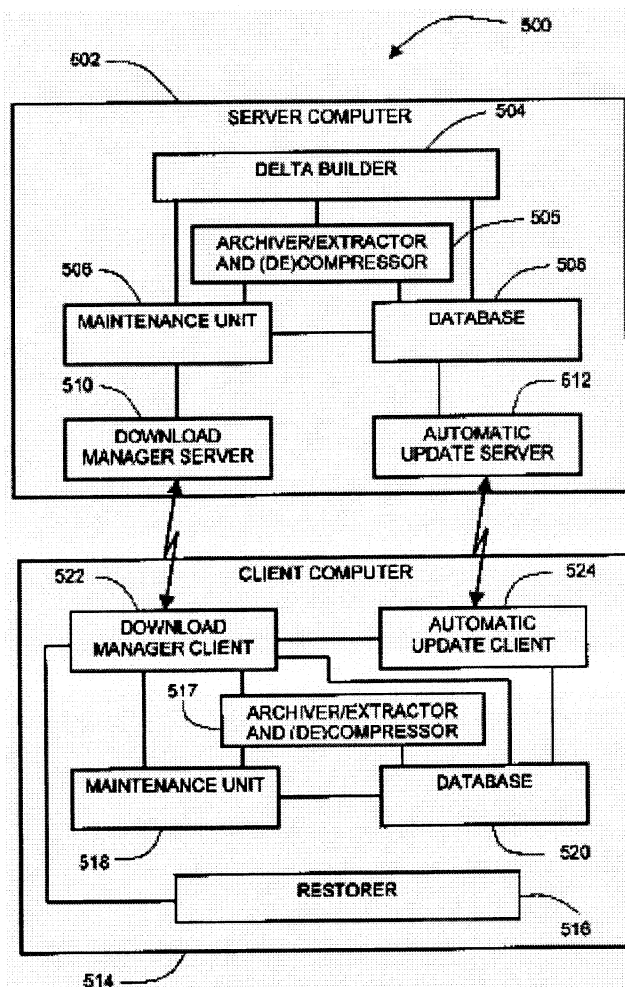 500
502
SERVER COMPUTER
504
DELTA BUILDER
505
ARCHIVER/EXTRACTOR
AND (DE)COMPRESSOR
506
508
MAINTENANCE UNIT
DATABASE
510
512
DOWNLOAD
MANAGER SERVER
AUTOMATIC
UPDATE SERVER
522
CLIENT COMPUTER
524
DOWNLOAD
MANAGER CLIENT
AUTOMATIC
UPDATE CLIENT
517
ARCHIVER/EXTRACTOR
AND (DE)COMPRESSOR
MAINTENANCE UNIT
DATABASE
518
520
RESTORER
516
514